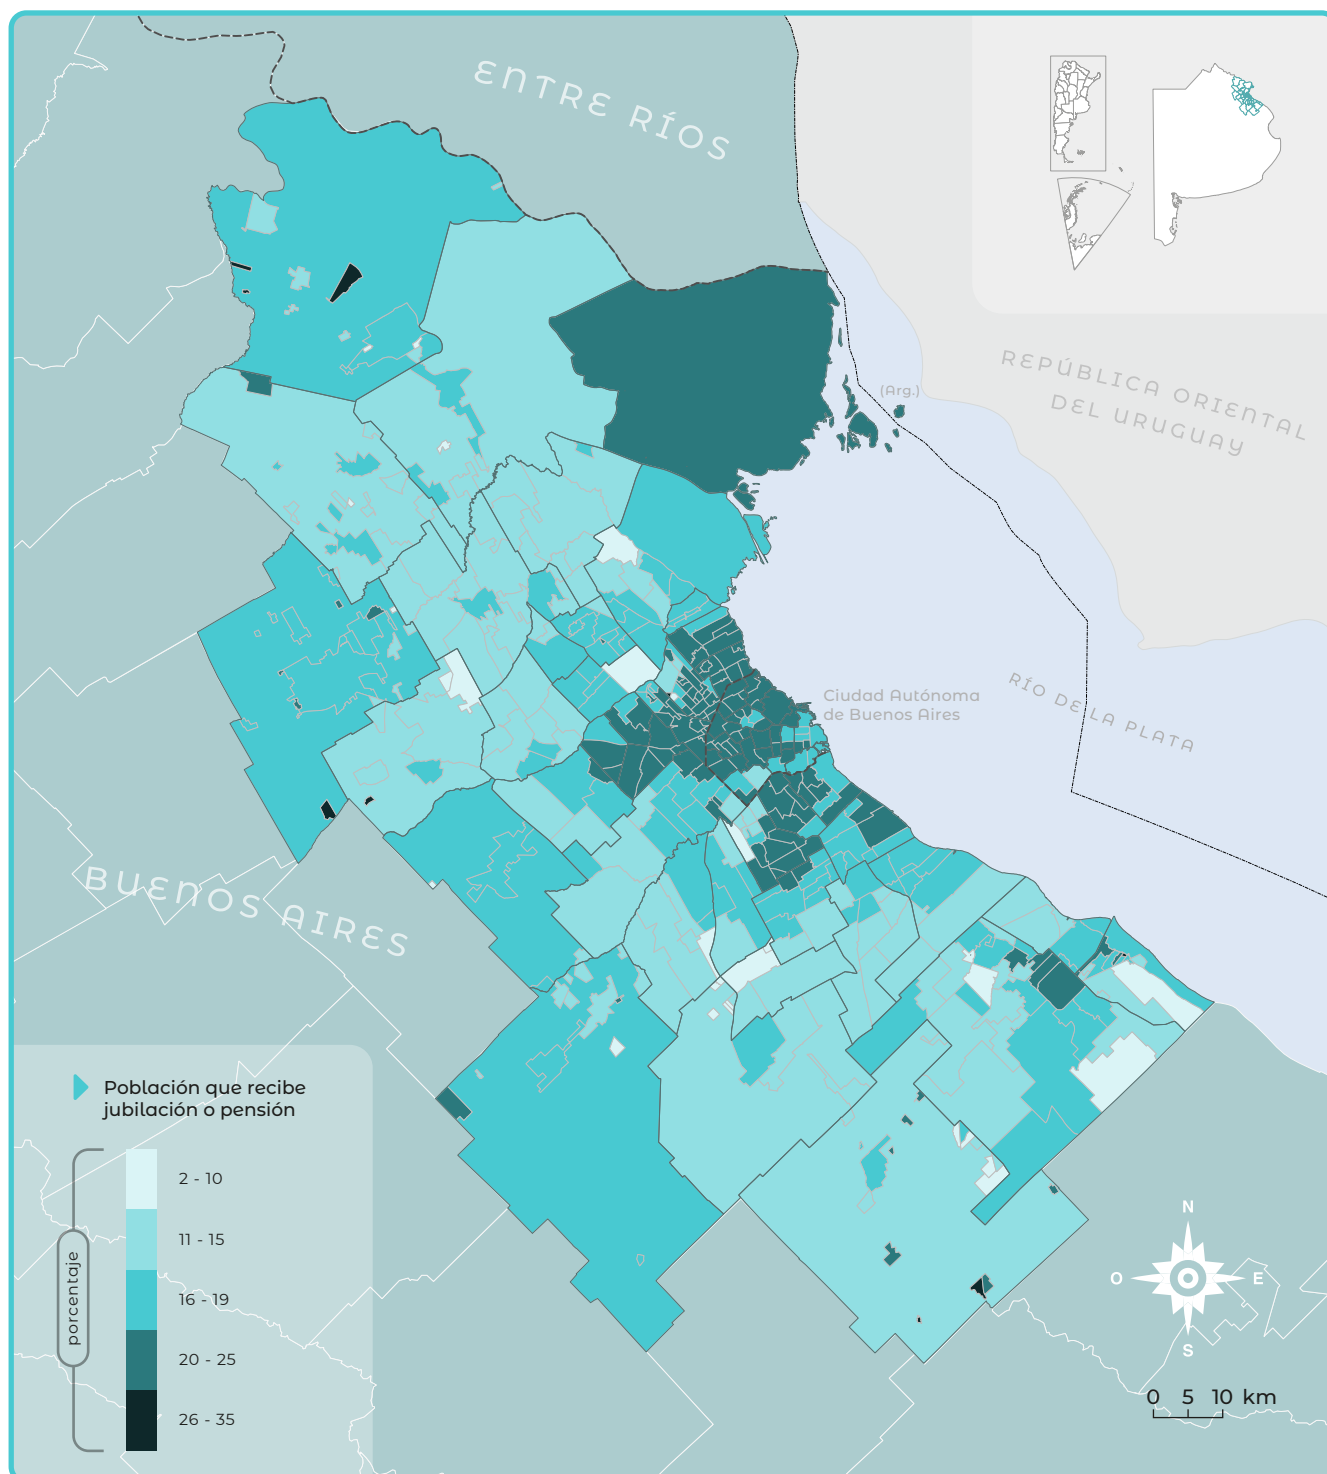 ENTRE RÍOS
REPÚBLICA ORIENTAL
DEL URUGUAY
(Arg.)
Ciudad Autónoma
de Buenos Aires
RÍO DE LA PLATA
BUENOS AIRES
Población que recibe
jubilación o pensión
porcentaje
2 - 10
11 - 15
16 - 19
20 - 25
26 - 35
N
O
E
S
0 5 10 km